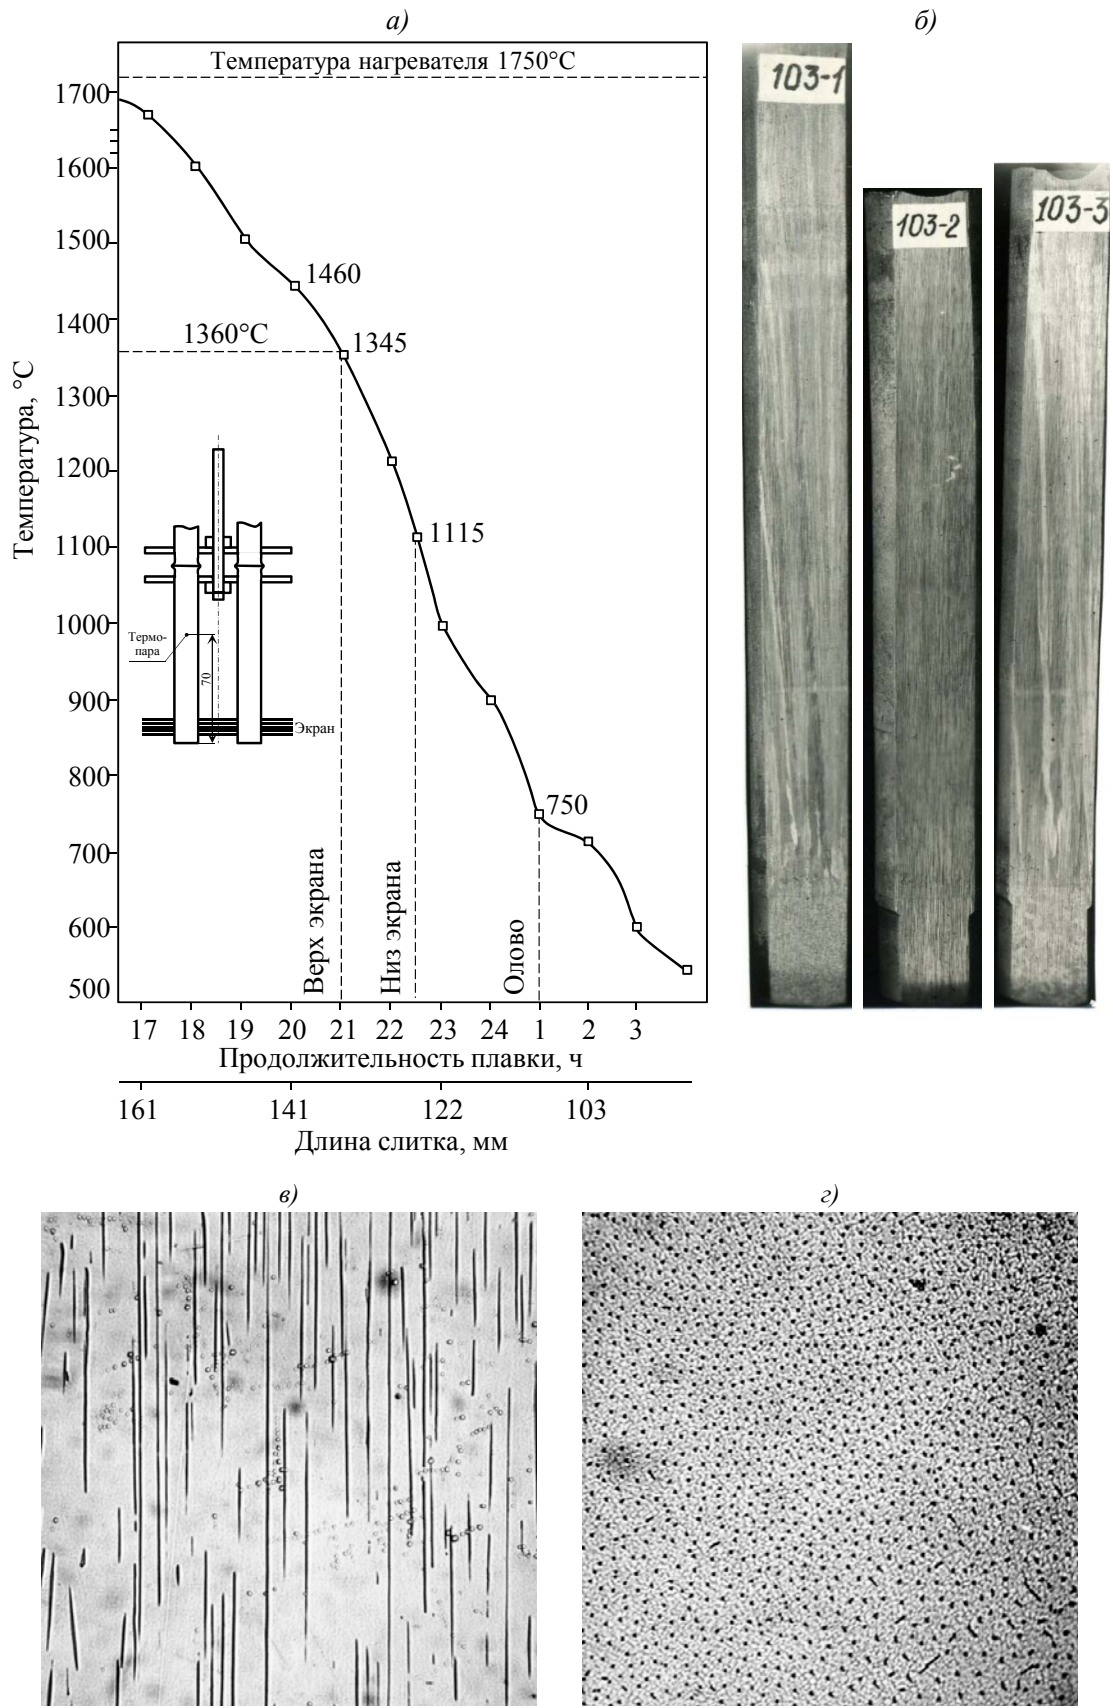 а)
б)
Температура нагревателя 1750°С
1700
1600
1500
1400
1300
1200
1100
1000
900
800
700
600
500
Температура, °С
1460
1360°С
1345
1115
750
Термо-
пара
70
Экран
Верх экрана
Низ экрана
Олово
17 18 19 20 21 22 23 24 1 2 3
Продолжительность плавки, ч
161 141 122 103
Длина слитка, мм
103-1
103-2
103-3
в)
г)